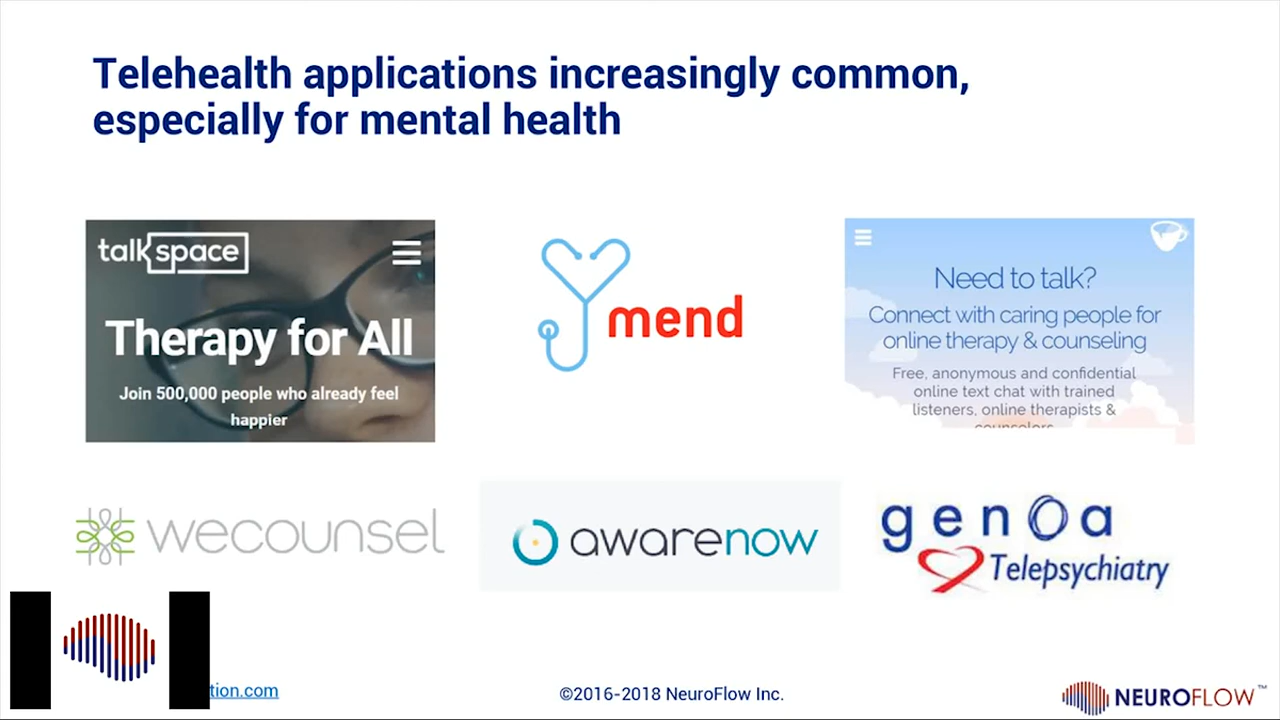 Telehealth applications increasingly common,
especially for mental health
talkspace
Therapy for All
Join 500,000 people who already feel
happier
mend
Need to talk?
Connect with caring people for
online therapy & counseling
Free, anonymous and confidential
online text chat with trained
listeners, online therapists &
counselors
wecounsel
awarenow
genoa
Telepsychiatry
tion.com
©2016-2018 NeuroFlow Inc.
NEUROFLOW™